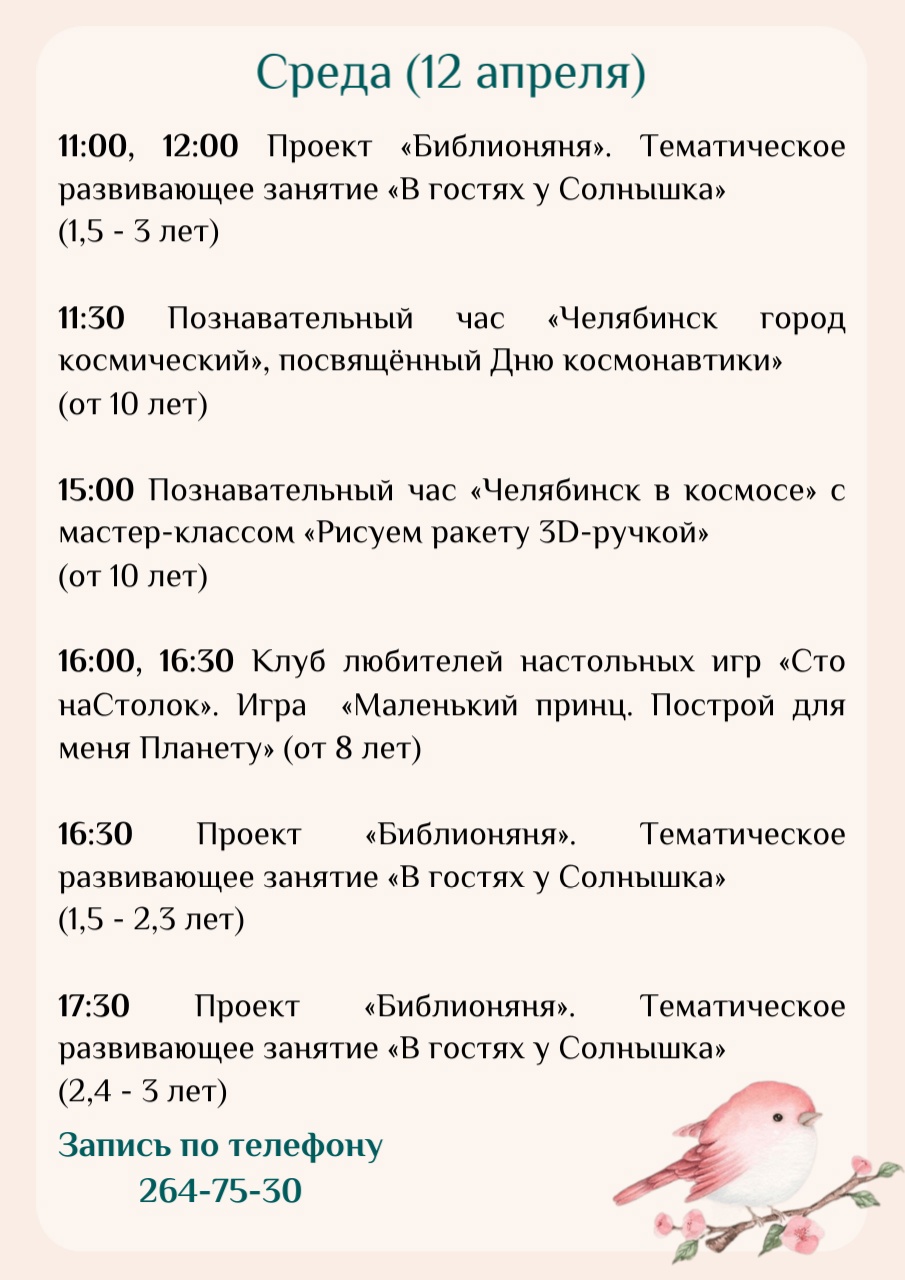 Среда (12 апреля)
11:00, 12:00 Проект «Библионяня». Тематическое
развивающее занятие «В гостях у Солнышка»
(1,5 - 3 лет)
11:30 Познавательный час «Челябинск город
космический», посвящённый Дню космонавтики»
(от 10 лет)
15:00 Познавательный час «Челябинск в космосе» с
мастер-классом «Рисуем ракету 3D-ручкой»
(от 10 лет)
16:00, 16:30 Клуб любителей настольных игр «Сто
наСтолок». Игра «Маленький принц. Построй для
меня Планету» (от 8 лет)
16:30 Проект «Библионяня». Тематическое
развивающее занятие «В гостях у Солнышка»
(1,5 - 2,3 лет)
17:30 Проект «Библионяня». Тематическое
развивающее занятие «В гостях у Солнышка»
(2,4 - 3 лет)
Запись по телефону
264-75-30